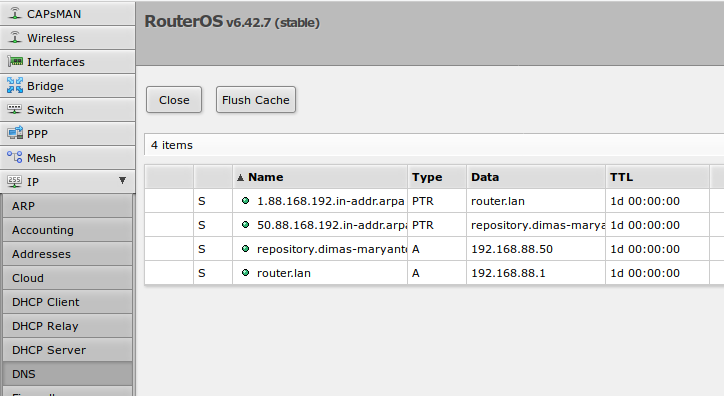 CAPsMAN
Wireless
Interfaces
Bridge
Switch
PPP
Mesh
IP
ARP
Accounting
Addresses
Cloud
DHCP Client
DHCP Relay
DHCP Server
DNS
RouterOS v6.42.7 (stable)
Close Flush Cache
4 items
▲ Name Type Data TTL
S 1.88.168.192.in-addr.arpa PTR router.lan 1d 00:00:00
S 50.88.168.192.in-addr.arpa PTR repository.dimas-maryanto 1d 00:00:00
S repository.dimas-maryanto A 192.168.88.50 1d 00:00:00
S router.lan A 192.168.88.1 1d 00:00:00